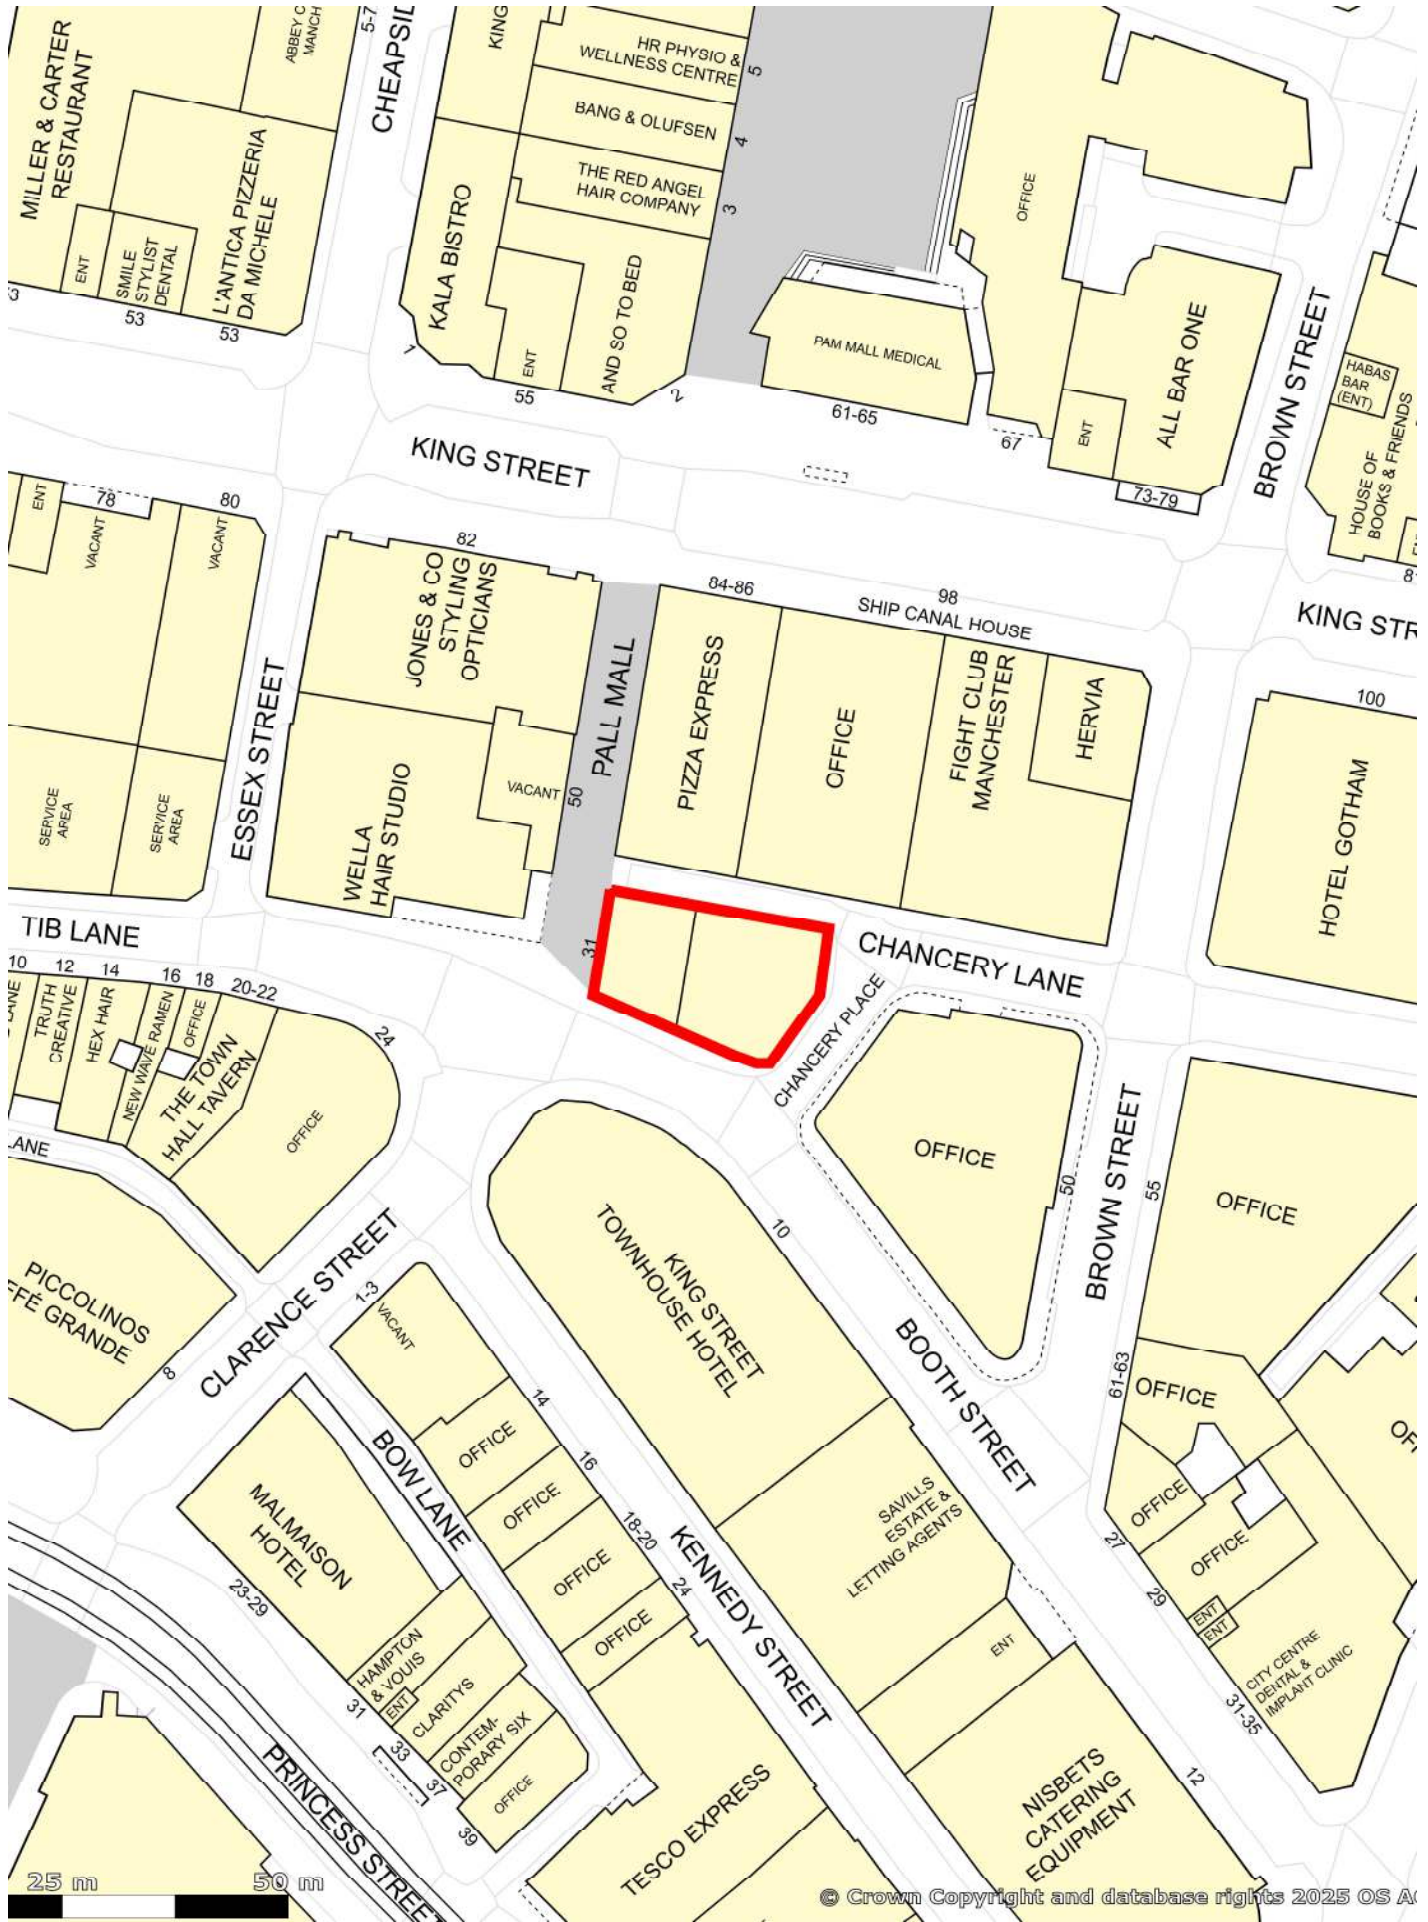 MILLER & CARTER
RESTAURANT
ABBEY
MANCH
5-7
CHEAPSID
KING
HR PHYSIO &
WELLNESS CENTRE
5
BANG & OLUFSEN
4
THE RED ANGEL
HAIR COMPANY
3
OFFICE
L'ANTICA PIZZERIA
DA MICHELE
ENT
SMILE
STYLIST
DENTAL
53
53
KALA BISTRO
1
ENT
AND SO TO BED
55
2
PAM MALL MEDICAL
61-65
67
ENT
ALL BAR ONE
73-79
BROWN STREET
HABAS
BAR
(ENT)
HOUSE OF
BOOKS & FRIENDS
KING STREET
ENT
78
VACANT
80
VACANT
82
JONES & CO
STYLING
OPTICIANS
84-86
98
SHIP CANAL HOUSE
KING STR
100
ESSEX STREET
PALL MALL
PIZZA EXPRESS
OFFICE
FIGHT CLUB
MANCHESTER
HERVIA
HOTEL GOTHAM
SERVICE
AREA
SERVICE
AREA
WELLA
HAIR STUDIO
VACANT
50
31
TIB LANE
CHANCERY LANE
CHANCERY PLACE
10
12
14
16
18
20-22
24
LANE
TRUTH
CREATIVE
HEX HAIR
NEW WAVE RAMEN
OFFICE
THE TOWN
HALL TAVERN
OFFICE
LANE
OFFICE
50
BROWN STREET
55
OFFICE
PICCOLINOS
FFÉ GRANDE
8
CLARENCE STREET
1-3
VACANT
KING STREET
TOWNHOUSE HOTEL
10
BOOTH STREET
61-63
OFFICE
OFFICE
OFFICE
MALMAISON
HOTEL
23-29
BOW LANE
14
OFFICE
16
OFFICE
18-20
OFFICE
24
OFFICE
KENNEDY STREET
SAVILLS
ESTATE &
LETTING AGENTS
27
29
ENT
ENT
ENT
CITY CENTRE
DENTAL &
IMPLANT CLINIC
31-35
HAMPTON
& VOUIS
ENT
31
CLARITYS
33
CONTEM-
PORARY SIX
37
OFFICE
39
PRINCESS STREET
TESCO EXPRESS
NISBETS
CATERING
EQUIPMENT
12
25 m
50 m
© Crown Copyright and database rights 2025 OS